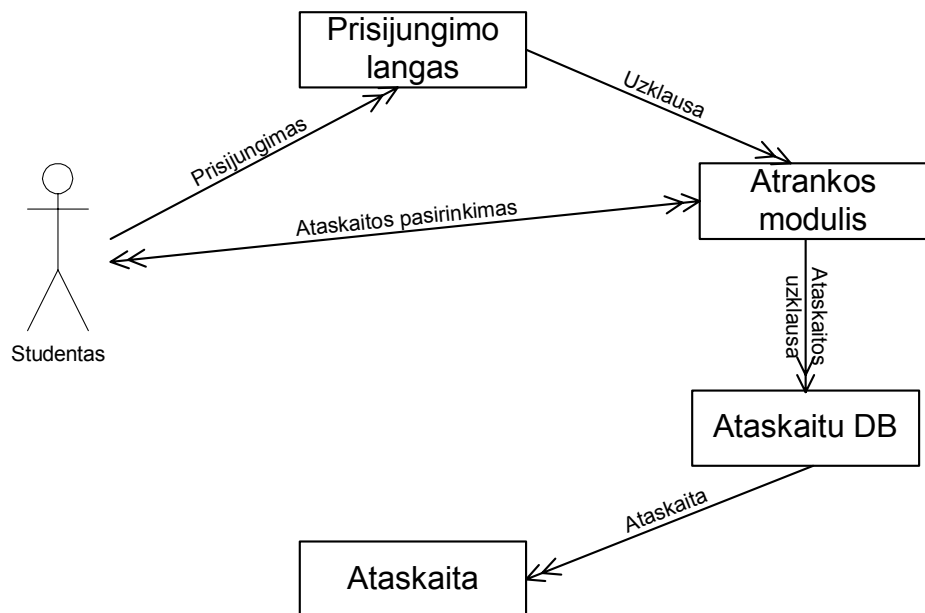 Prisijungimo
langas
Uzklausa
Prisijungimas
Atrankos
modulis
Ataskaitos pasirinkimas
Ataskaitos
uzklausa
Studentas
Ataskaitu DB
Ataskaita
Ataskaita